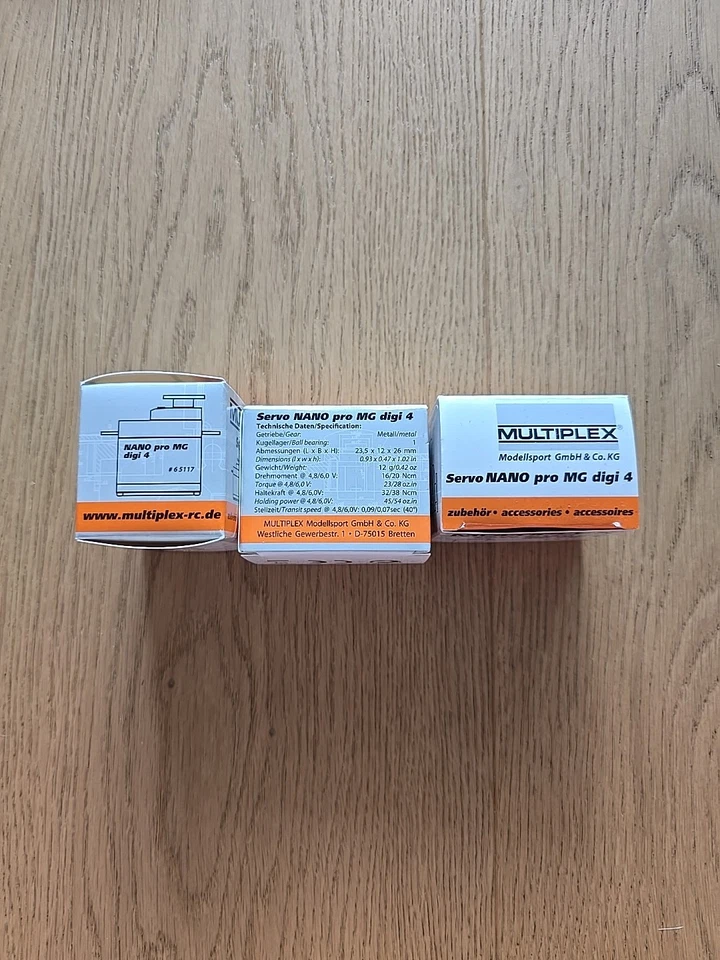 NANO pro MG
digi 4
# 65117
www.multiplex-rc.de
Servo NANO pro MG digi 4
Technische Daten/Specification:
Getriebe/Gear: Metall/metal
Kugellager/Ball bearing: 1
Abmessungen (L x B x H): 23,5 x 12 x 26 mm
Dimensions (l x w x h): 0.93 x 0.47 x 1.02 in
Gewicht/Weight: 12 g/0.42 oz
Drehmoment @ 4,8/6,0 V: 16/20 Ncm
Torque @ 4,8/6,0 V: 23/28 oz.in
Haltekraft @ 4,8/6,0V: 32/38 Ncm
Holding power @ 4,8/6,0V: 45/54 oz.in
Stellzeit/Transit speed @ 4,8/6,0V: 0,09/0,07sec (40°)
MULTIPLEX Modellsport GmbH & Co. KG
Westliche Gewerbestr. 1 • D-75015 Bretten
MULTIPLEX®
Modellsport GmbH & Co. KG
Servo NANO pro MG digi 4
zubehör • accessories • accessoires